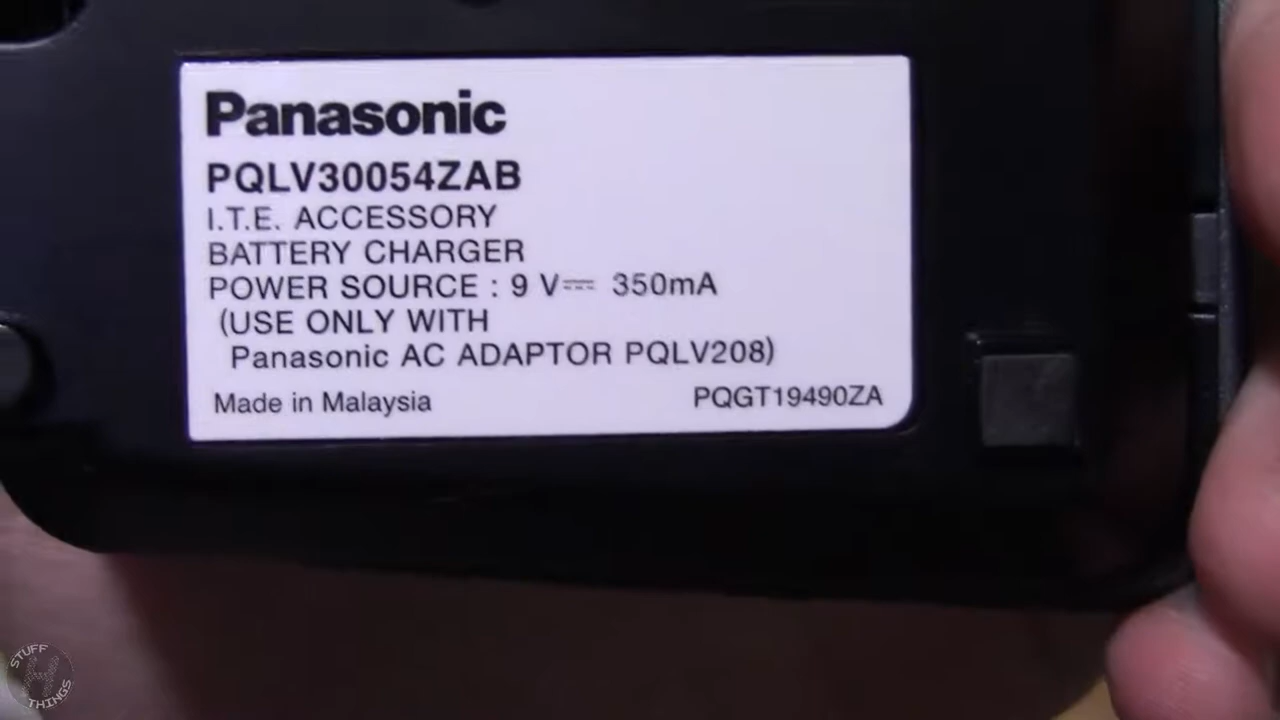 Panasonic
PQLV30054ZAB
I.T.E. ACCESSORY
BATTERY CHARGER
POWER SOURCE : 9 V⎓ 350mA
(USE ONLY WITH
Panasonic AC ADAPTOR PQLV208)
Made in Malaysia PQGT19490ZA
STUFF
4
THINGS